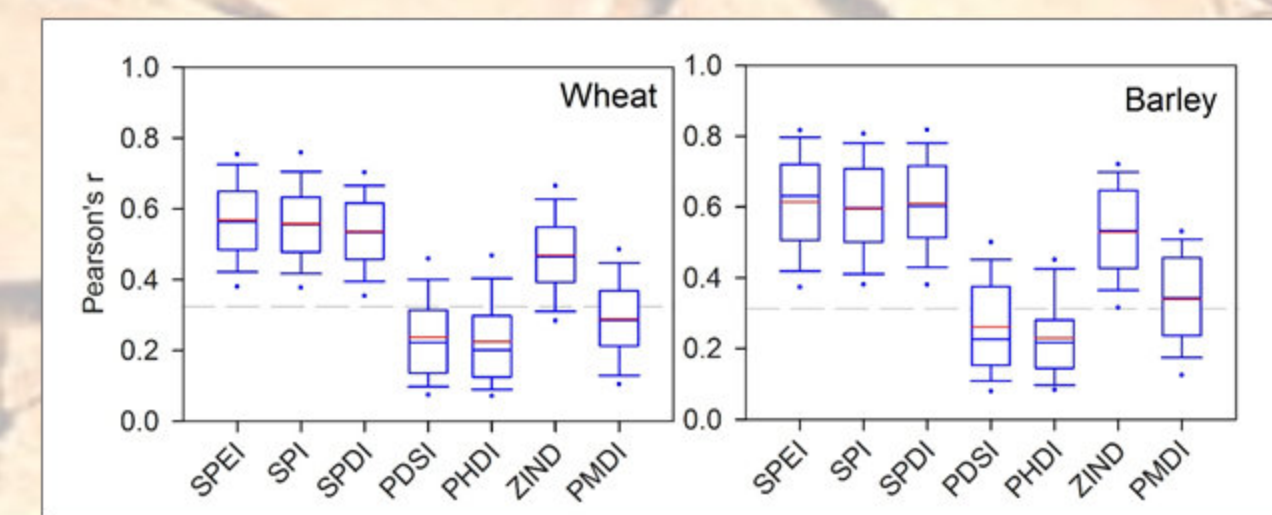 Wheat
Pearson's r
1.0
0.8
0.6
0.4
0.2
0.0
SPEI
SPI
SPDI
PDSI
PHDI
ZIND
PMDI
Barley
1.0
0.8
0.6
0.4
0.2
0.0
SPEI
SPI
SPDI
PDSI
PHDI
ZIND
PMDI